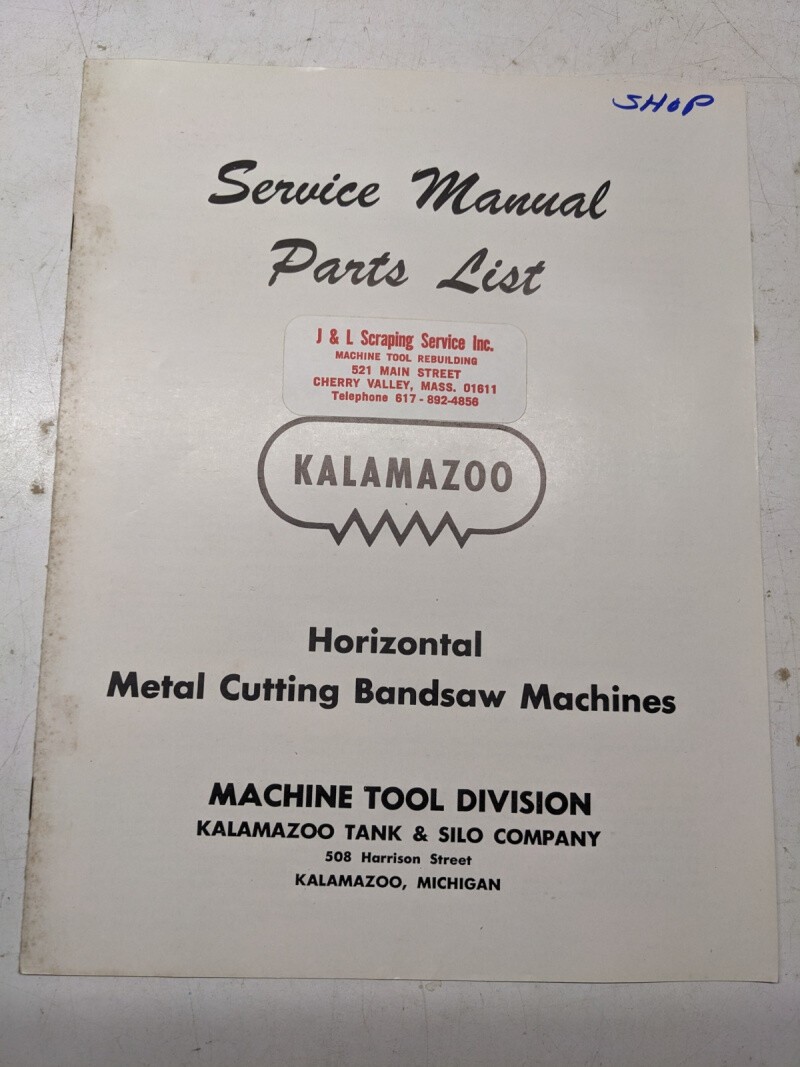 SHOP
Service Manual
Parts List
J & L Scraping Service Inc.
MACHINE TOOL REBUILDING
521 MAIN STREET
CHERRY VALLEY, MASS. 01611
Telephone 617-892-4856
KALAMAZOO
Horizontal
Metal Cutting Bandsaw Machines
MACHINE TOOL DIVISION
KALAMAZOO TANK & SILO COMPANY
508 Harrison Street
KALAMAZOO, MICHIGAN